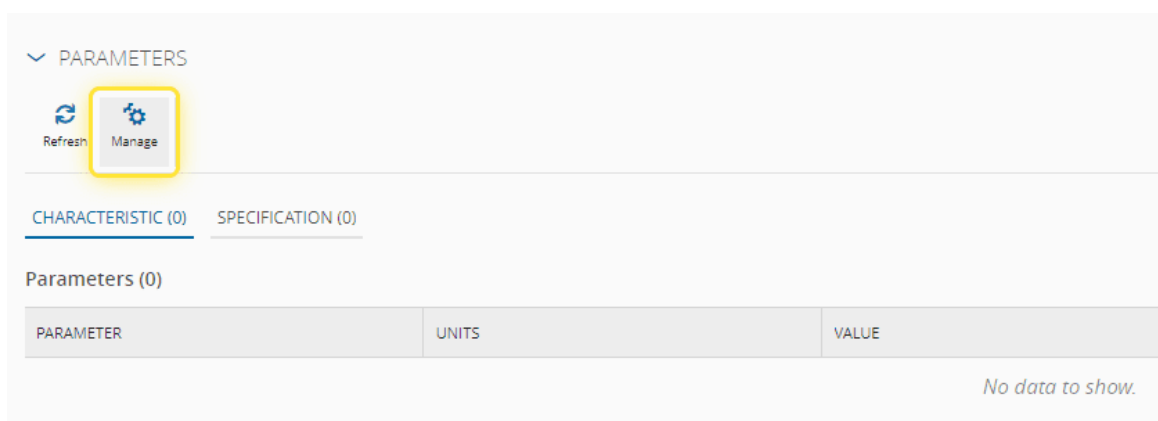 PARAMETERS
Refresh Manage
CHARACTERISTIC (0) SPECIFICATION (0)
Parameters (0)
PARAMETER UNITS VALUE
No data to show.